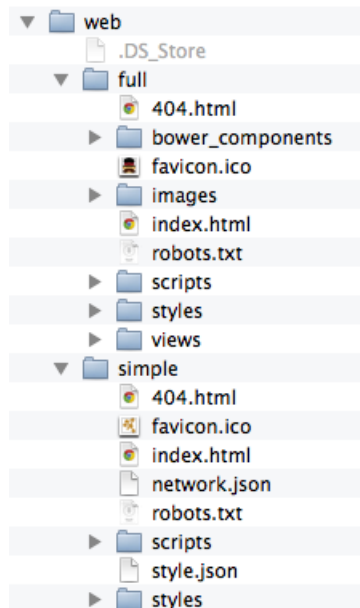 web
.DS_Store
full
404.html
bower_components
favicon.ico
images
index.html
robots.txt
scripts
styles
views
simple
404.html
favicon.ico
index.html
network.json
robots.txt
scripts
style.json
styles